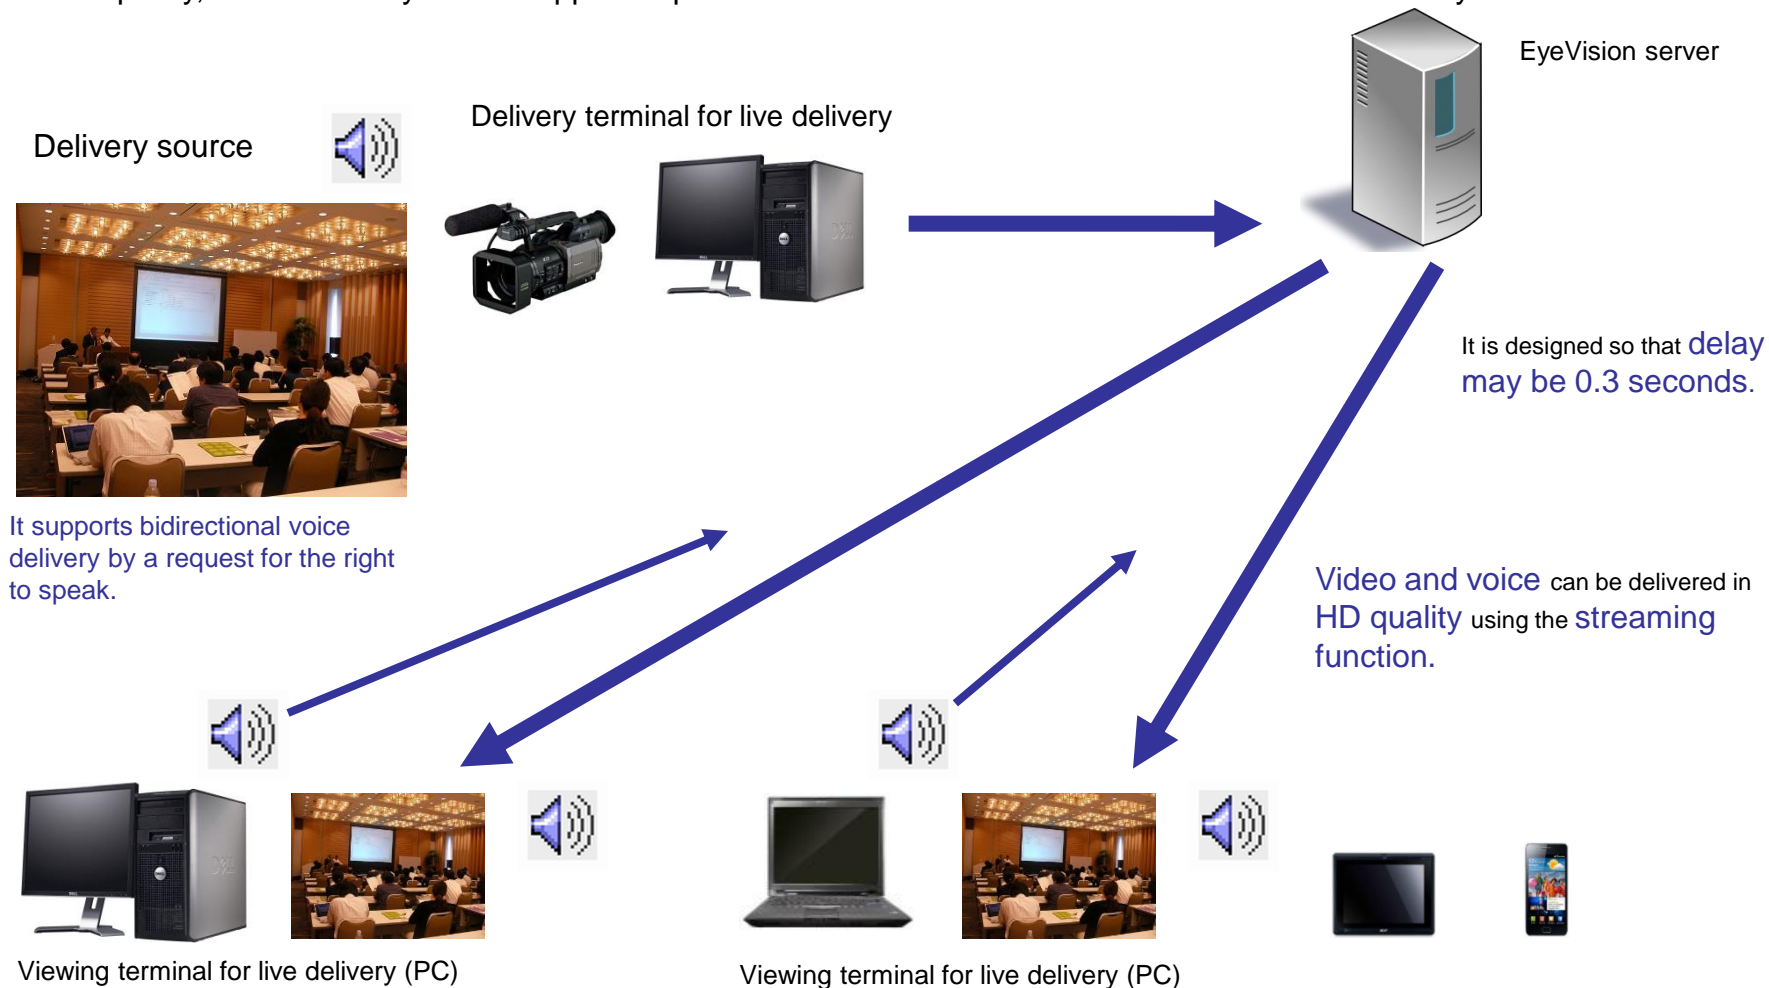 EyeVision server
Delivery terminal for live delivery
Delivery source
It is designed so that delay
may be 0.3 seconds.
It supports bidirectional voice
delivery by a request for the right
to speak.
Video and voice can be delivered in
HD quality using the streaming
function.
Viewing terminal for live delivery (PC)
Viewing terminal for live delivery (PC)